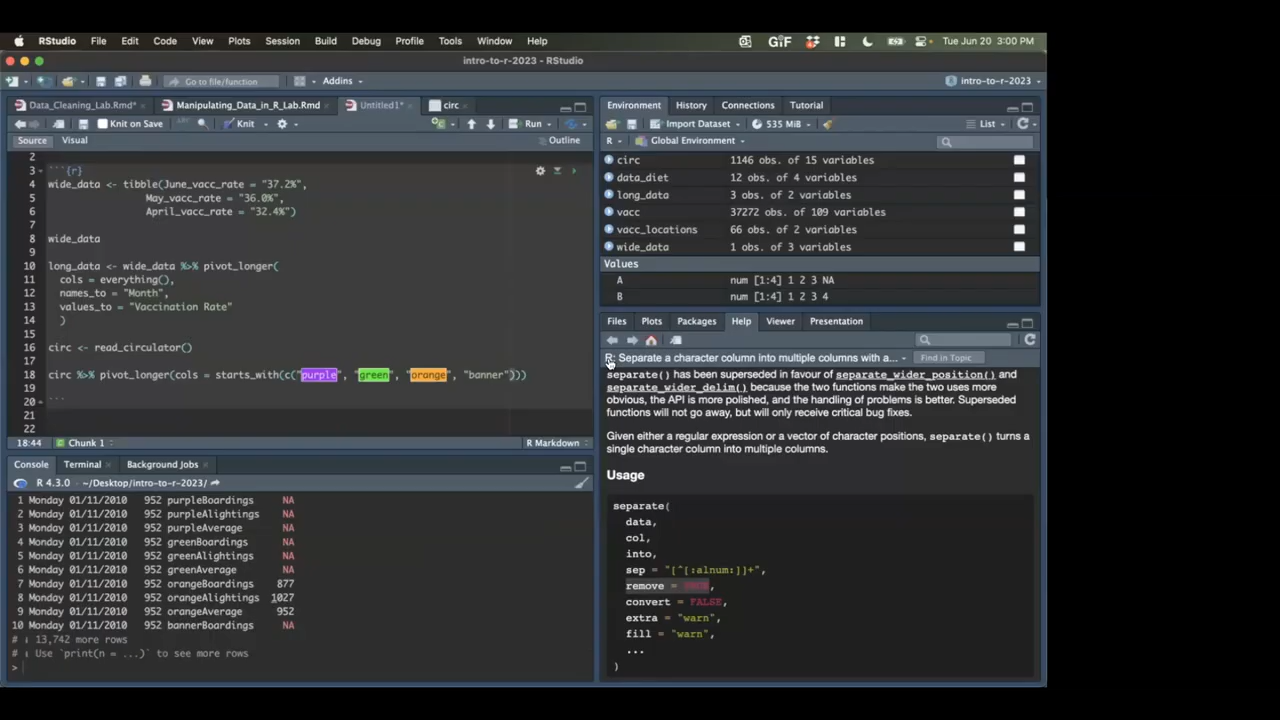 RStudio File Edit Code View Plots Session Build Debug Profile Tools Window Help GIF Tue Jun 20 3:00 PM
intro-to-r-2023 - RStudio
Go to file/function Addins intro-to-r-2023
Data_Cleaning_Lab.Rmd* Manipulating_Data_in_R_Lab.Rmd Untitled1* circ
Knit on Save Knit Run
Source Visual Outline
2
3 ```{r}
4 wide_data <- tibble(June_vacc_rate = "37.2%",
5 May_vacc_rate = "36.0%",
6 April_vacc_rate = "32.4%")
7
8 wide_data
9
10 long_data <- wide_data %>% pivot_longer(
11 cols = everything(),
12 names_to = "Month",
13 values_to = "Vaccination Rate"
14 )
15
16 circ <- read_circulator()
17
18 circ %>% pivot_longer(cols = starts_with(c("purple", "green", "orange", "banner")))
19
20 ```
21
22
18:44 Chunk 1 R Markdown
Console Terminal Background Jobs
R 4.3.0 · ~/Desktop/intro-to-r-2023/
1 Monday 01/11/2010 952 purpleBoardings NA
2 Monday 01/11/2010 952 purpleAlightings NA
3 Monday 01/11/2010 952 purpleAverage NA
4 Monday 01/11/2010 952 greenBoardings NA
5 Monday 01/11/2010 952 greenAlightings NA
6 Monday 01/11/2010 952 greenAverage NA
7 Monday 01/11/2010 952 orangeBoardings 877
8 Monday 01/11/2010 952 orangeAlightings 1027
9 Monday 01/11/2010 952 orangeAverage 952
10 Monday 01/11/2010 952 bannerBoardings NA
# ℹ 13,742 more rows
# ℹ Use `print(n = ...)` to see more rows
>
Environment History Connections Tutorial
Import Dataset 535 MiB List
R Global Environment
circ 1146 obs. of 15 variables
data_diet 12 obs. of 4 variables
long_data 3 obs. of 2 variables
vacc 37272 obs. of 109 variables
vacc_locations 66 obs. of 2 variables
wide_data 1 obs. of 3 variables
Values
A num [1:4] 1 2 3 NA
B num [1:4] 1 2 3 4
Files Plots Packages Help Viewer Presentation
R: Separate a character column into multiple columns with a... Find in Topic
separate() has been superseded in favour of separate_wider_position() and
separate_wider_delim() because the two functions make the two uses more
obvious, the API is more polished, and the handling of problems is better. Superseded
functions will not go away, but will only receive critical bug fixes.
Given either a regular expression or a vector of character positions, separate() turns a
single character column into multiple columns.
Usage
separate(
data,
col,
into,
sep = "[^[:alnum:]]+",
remove = TRUE,
convert = FALSE,
extra = "warn",
fill = "warn",
...
)